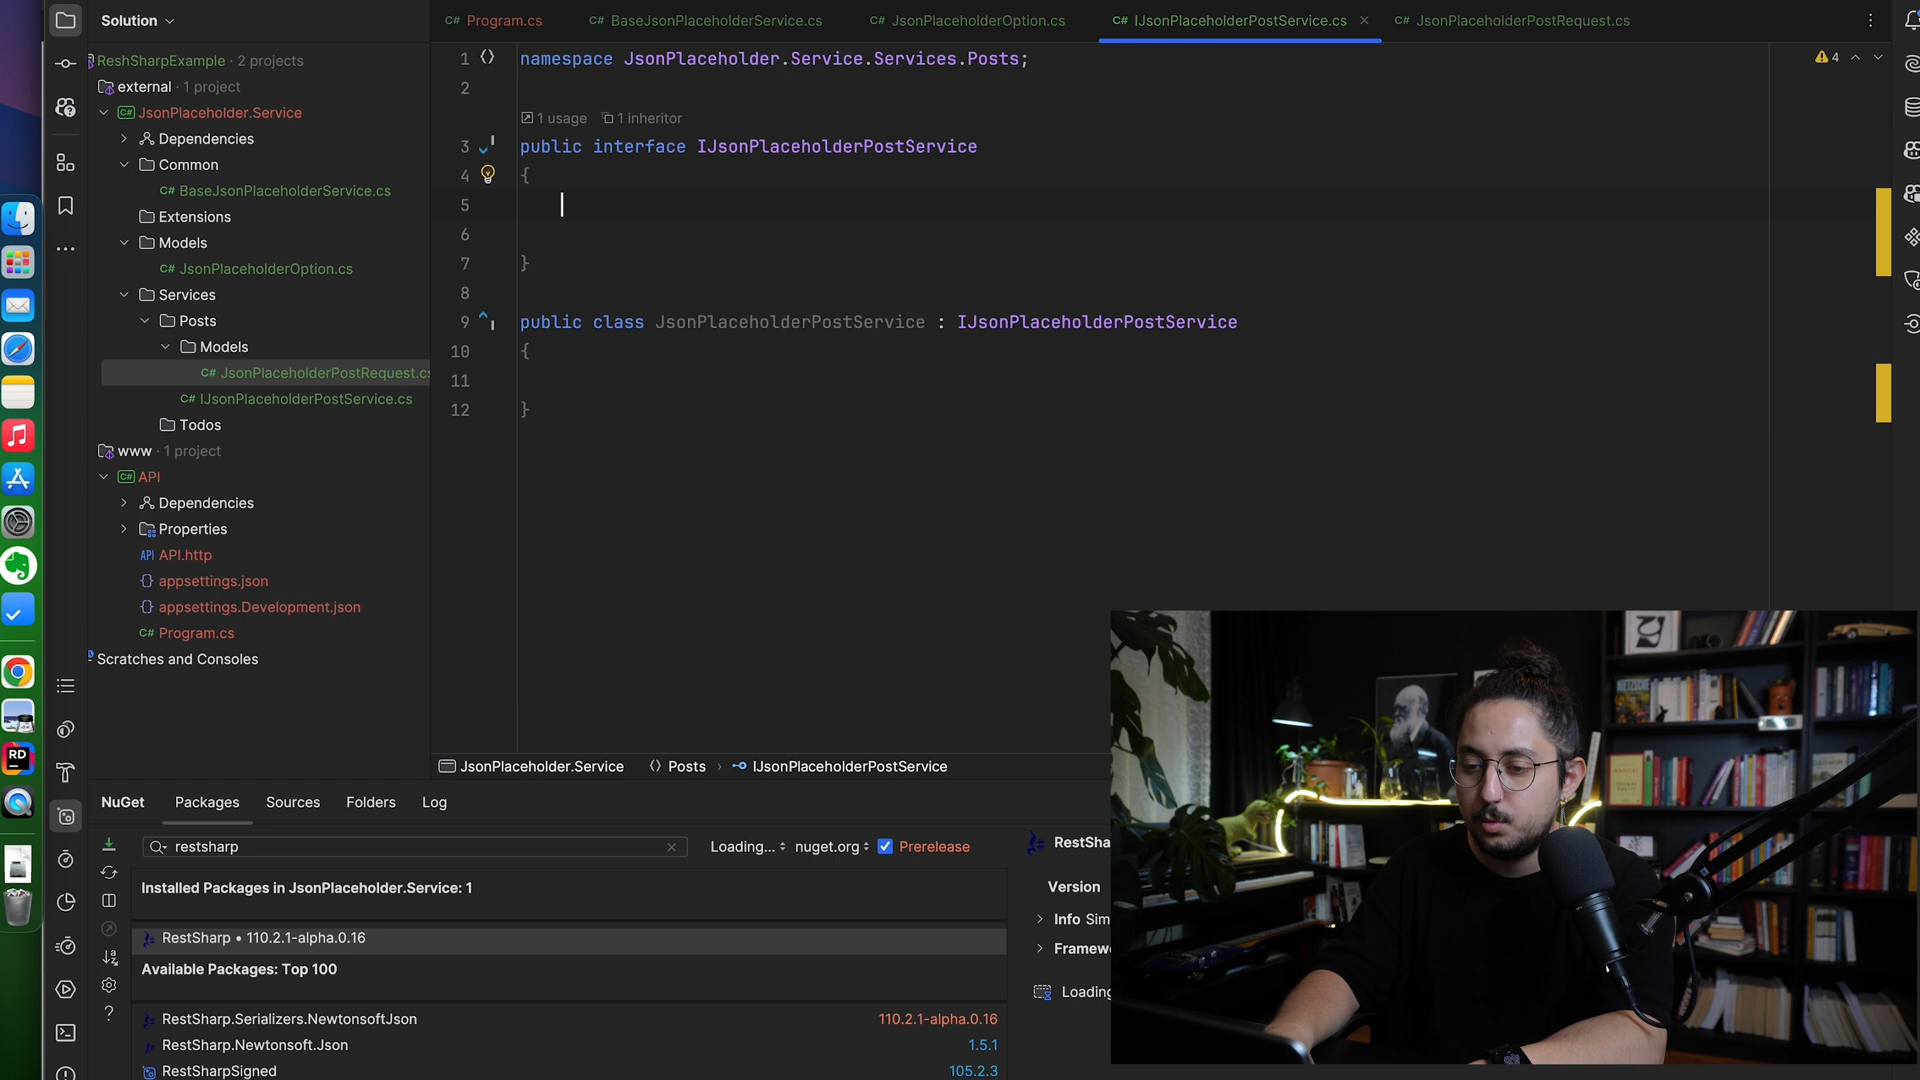 Solution
Program.cs
BaseJsonPlaceholderService.cs
JsonPlaceholderOption.cs
IJsonPlaceholderPostService.cs
JsonPlaceholderPostRequest.cs
ReshSharpExample · 2 projects
external · 1 project
JsonPlaceholder.Service
Dependencies
Common
C# BaseJsonPlaceholderService.cs
Extensions
Models
C# JsonPlaceholderOption.cs
Services
Posts
Models
C# JsonPlaceholderPostRequest.cs
C# IJsonPlaceholderPostService.cs
Todos
www · 1 project
C# API
Dependencies
Properties
API API.http
{} appsettings.json
{} appsettings.Development.json
C# Program.cs
Scratches and Consoles
4
1 namespace JsonPlaceholder.Service.Services.Posts;
2
1 usage 1 inheritor
3 public interface IJsonPlaceholderPostService
4 {
5
6
7 }
8
9 public class JsonPlaceholderPostService : IJsonPlaceholderPostService
10 {
11
12 }
JsonPlaceholder.Service Posts IJsonPlaceholderPostService
NuGet Packages Sources Folders Log
restsharp
Loading... nuget.org Prerelease
Installed Packages in JsonPlaceholder.Service: 1
RestSharp • 110.2.1-alpha.0.16
Available Packages: Top 100
RestSharp.Serializers.NewtonsoftJson 110.2.1-alpha.0.16
RestSharp.Newtonsoft.Json 1.5.1
RestSharpSigned 105.2.3
RestSha
Version
Info Sim
Framew
Loading
RD